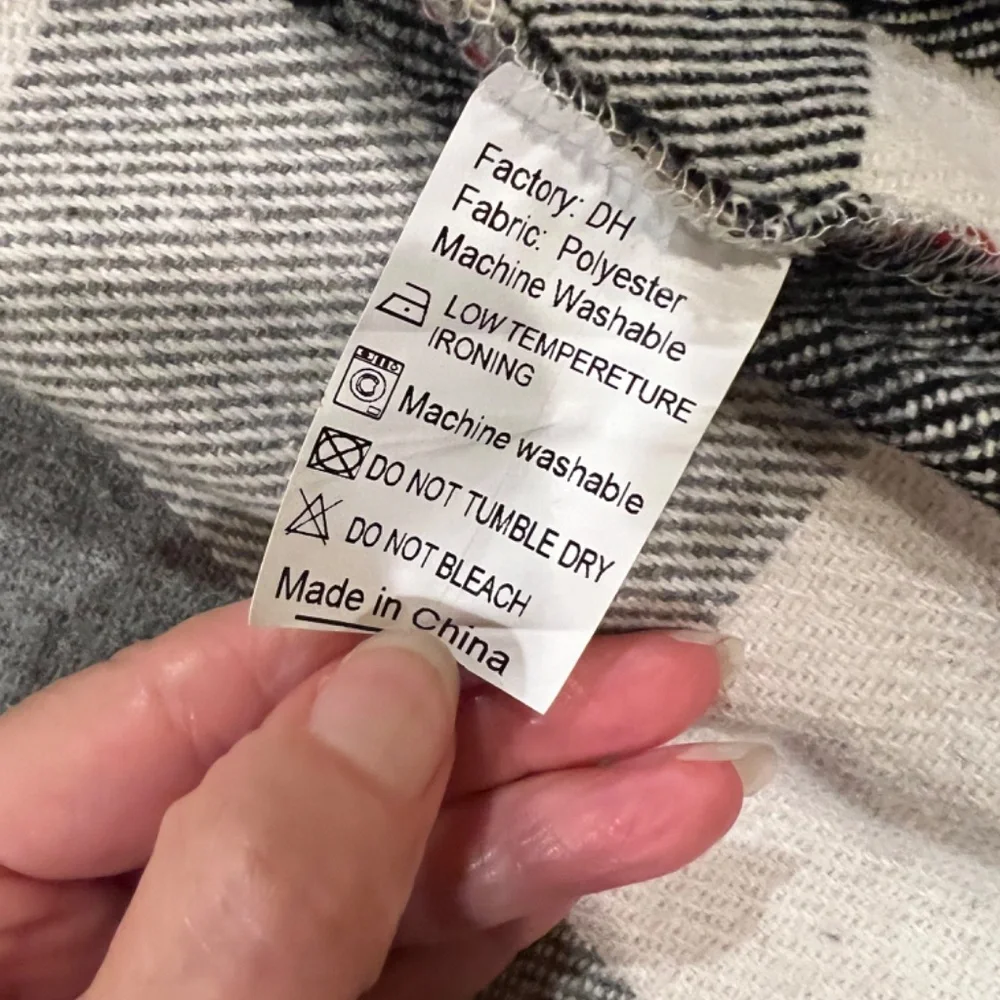 Factory: DH
Fabric: Polyester
Machine Washable
LOW TEMPERETURE
IRONING
Machine washable
DO NOT TUMBLE DRY
DO NOT BLEACH
Made in China